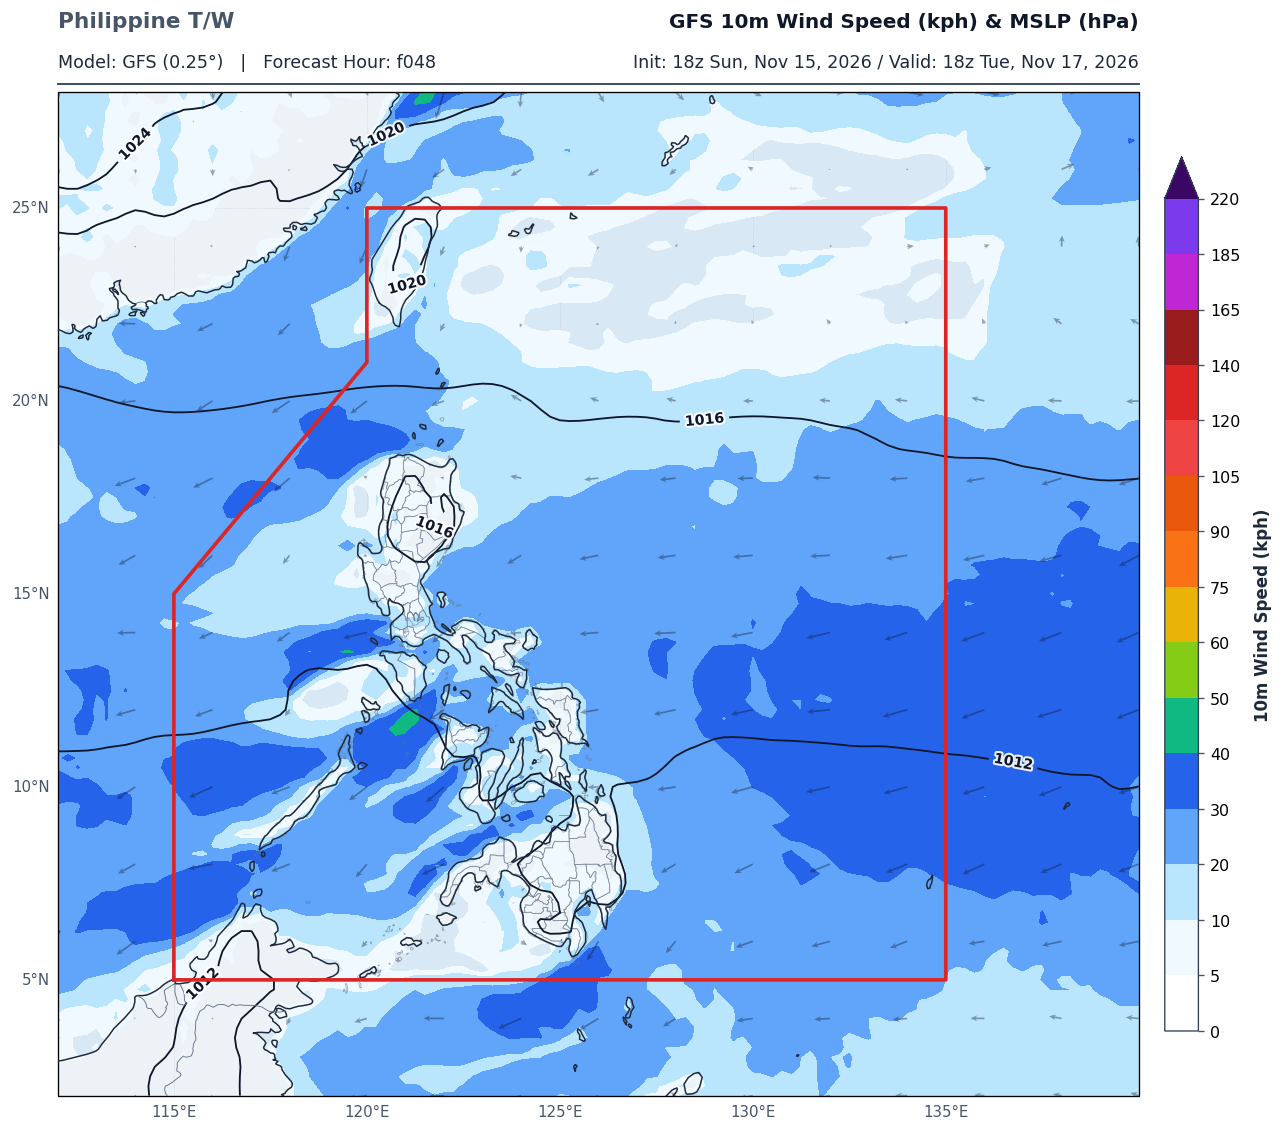 Philippine T/W
GFS 10m Wind Speed (kph) & MSLP (hPa)
Model: GFS (0.25°) | Forecast Hour: f048
Init: 18z Sun, Nov 15, 2026 / Valid: 18z Tue, Nov 17, 2026
1024
1020
1020
1016
1016
1012
1012
25°N
20°N
15°N
10°N
5°N
115°E
120°E
125°E
130°E
135°E
220
185
165
140
120
105
90
75
60
50
40
30
20
10
5
0
10m Wind Speed (kph)